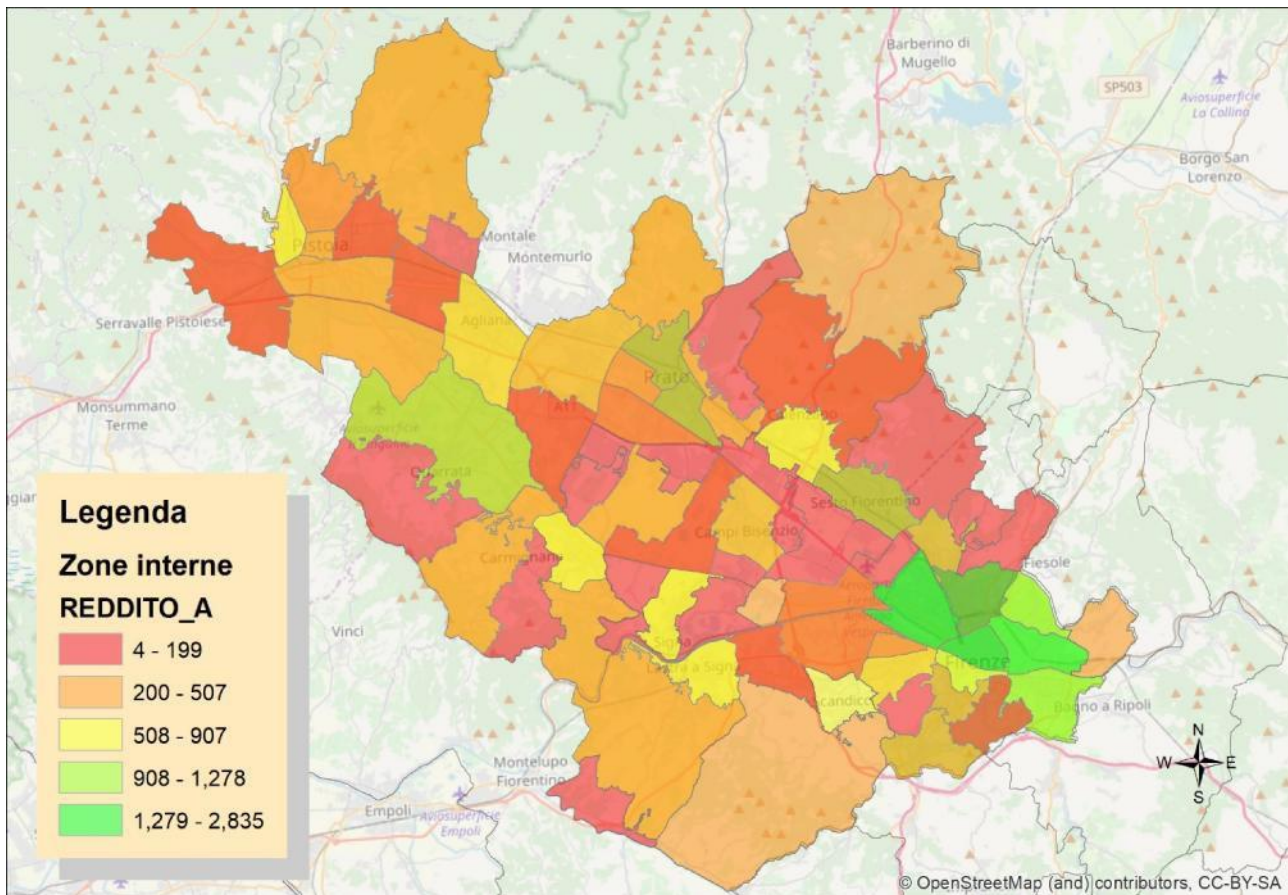 Barberino di
Mugello
SP503
Aviosuperficie
La Collina
Borgo San
Lorenzo
Montale
Montemurlo
Pistoia
Serravalle Pistoiese
Agliana
Prato
Monsummano
Terme
Aviosuperficie
Quarrata
A11
Calenzano
Sesto Fiorentino
Campi Bisenzio
Carmignano
Fiesole
Vinci
Signa
Lastra a Signa
Firenze
Scandicci
Bagno a Ripoli
Montelupo
Fiorentino
Empoli
Aviosuperficie
Empoli
Legenda
Zone interne
REDDITO_A
4 - 199
200 - 507
508 - 907
908 - 1,278
1,279 - 2,835
N
W E
S
© OpenStreetMap (and) contributors, CC-BY-SA